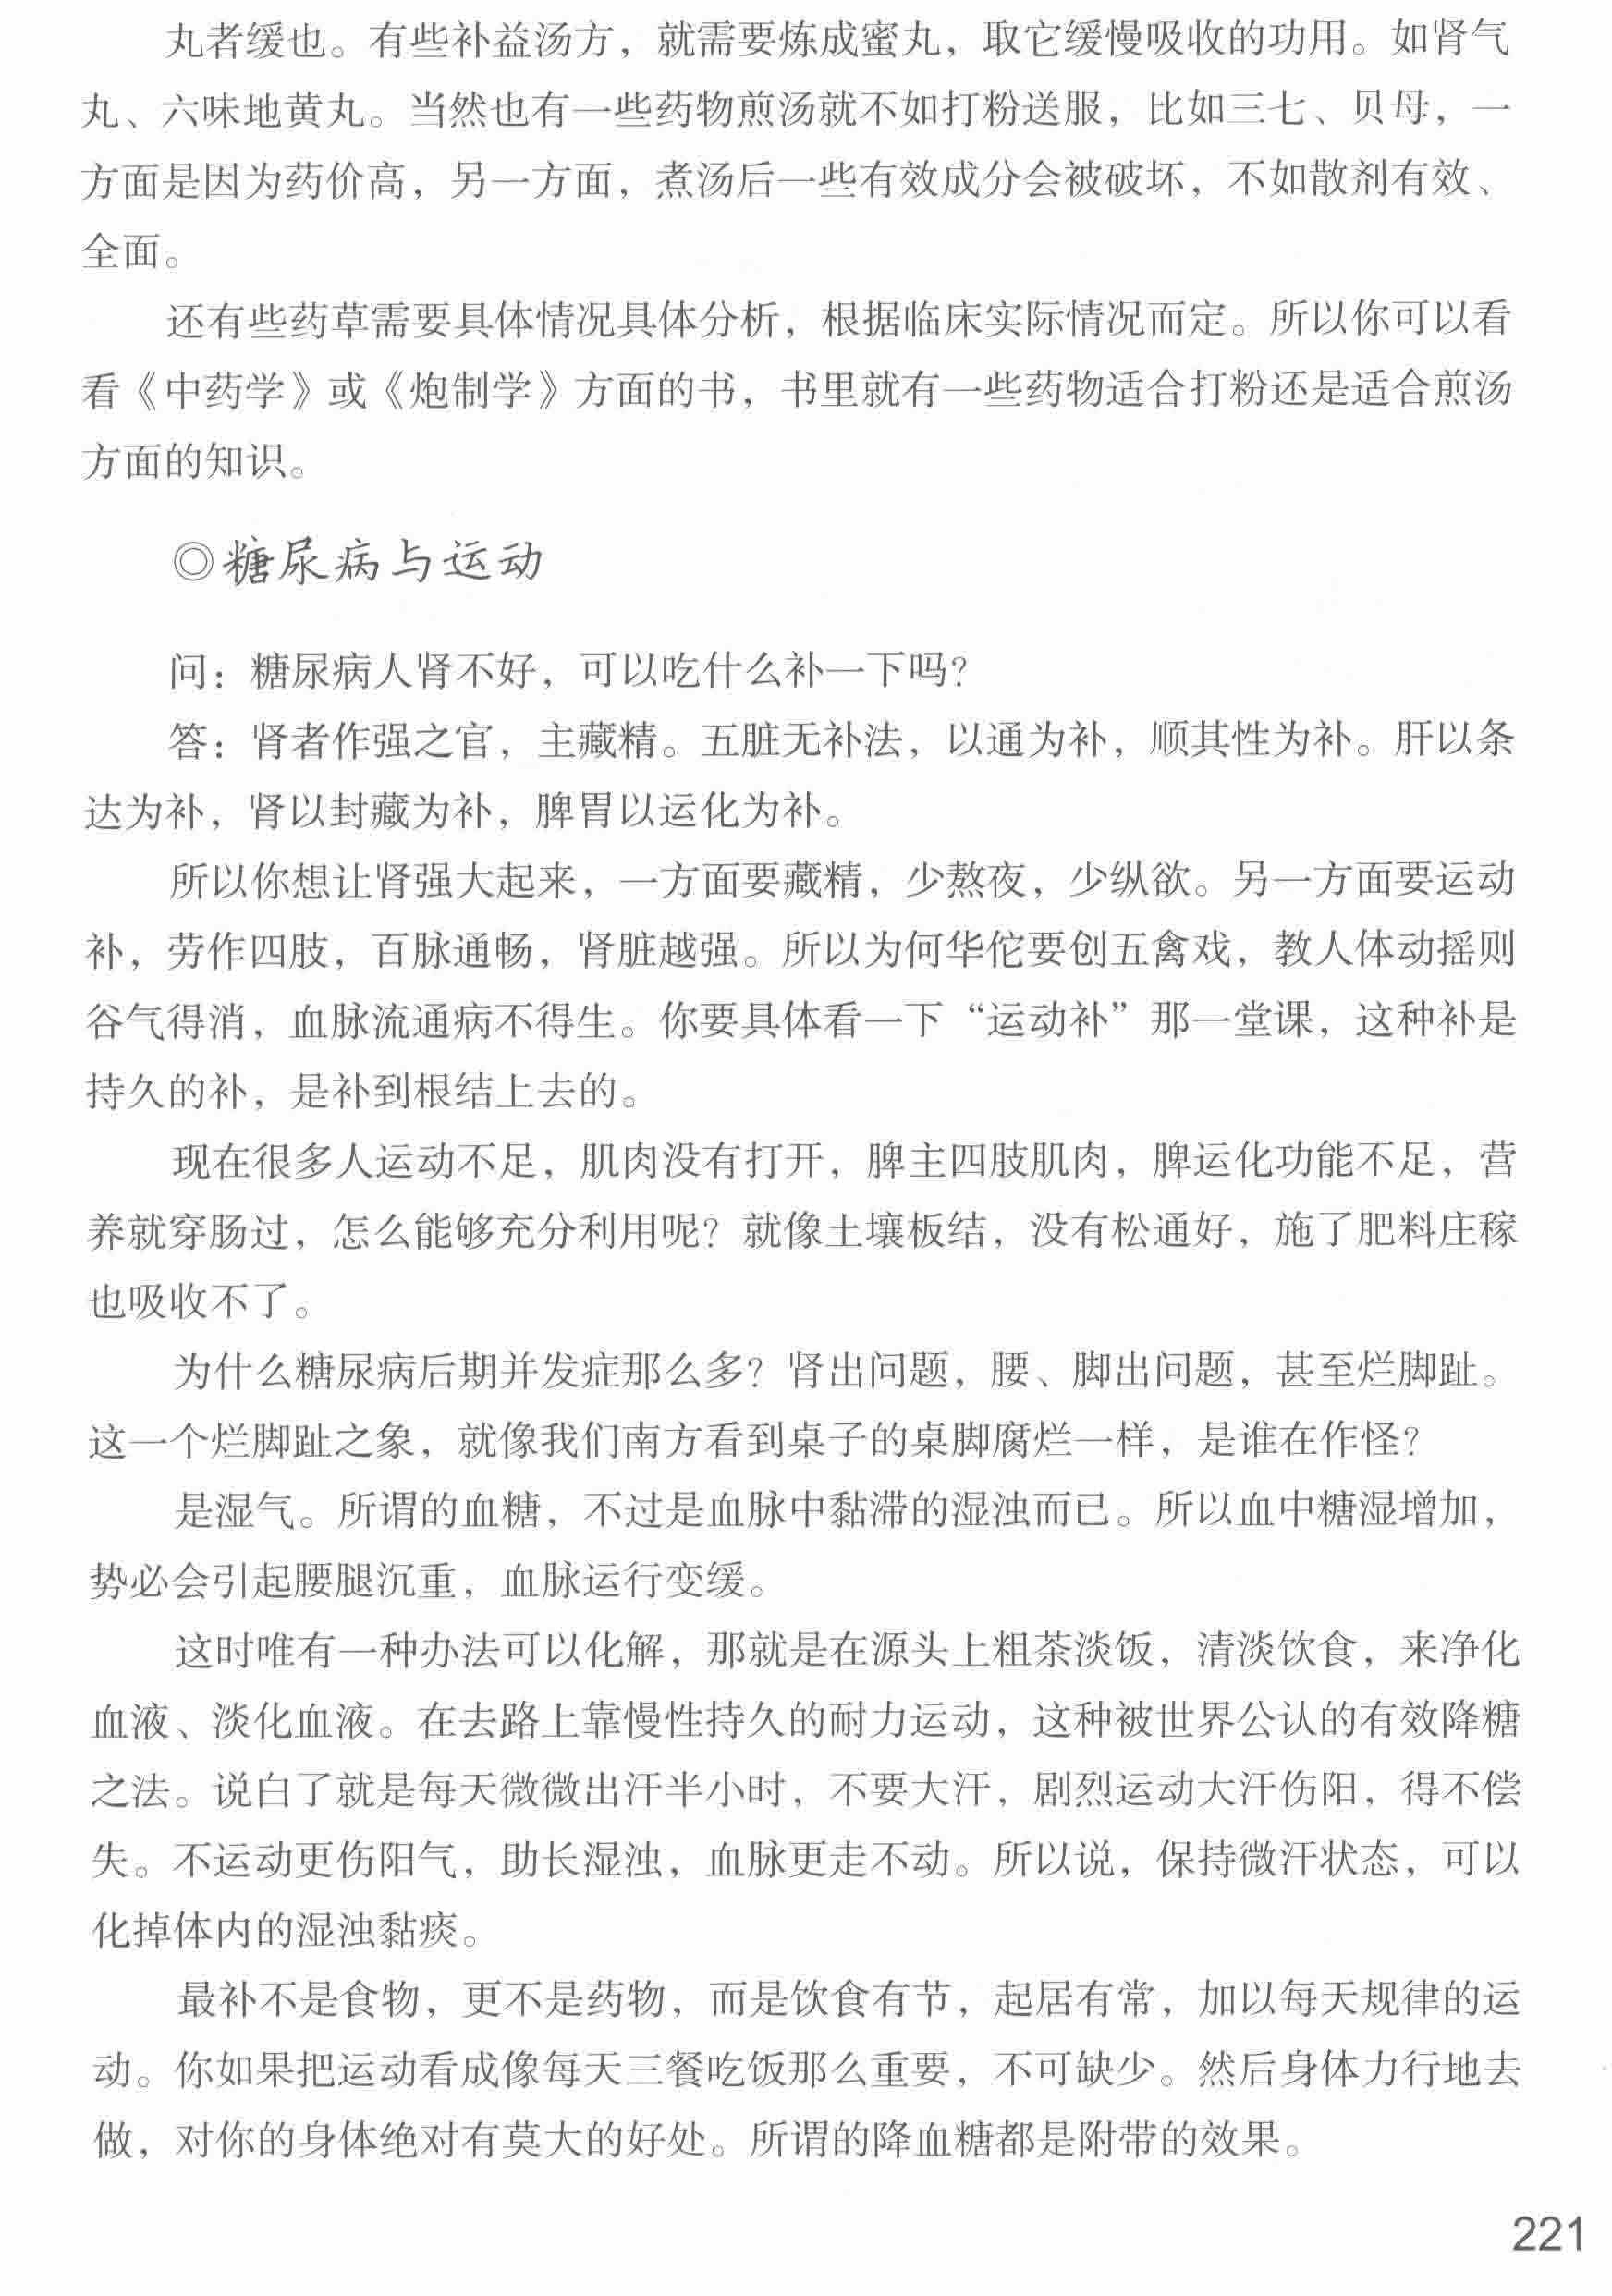 丸者缓也。有些补益汤方，就需要炼成蜜丸，取它缓慢吸收的功用。如肾气
丸、六味地黄丸。当然也有一些药物煎汤就不如打粉送服，比如三七、贝母，一
方面是因为药价高，另一方面，煮汤后一些有效成分会被破坏，不如散剂有效、
全面。
还有些药草需要具体情况具体分析，根据临床实际情况而定。所以你可以看
看《中药学》或《炮制学》方面的书，书里就有一些药物适合打粉还是适合煎汤
方面的知识。
◎糖尿病与运动
问：糖尿病人肾不好，可以吃什么补一下吗？
答：肾者作强之官，主藏精。五脏无补法，以通为补，顺其性为补。肝以条
达为补，肾以封藏为补，脾胃以运化为补。
所以你想让肾强大起来，一方面要藏精，少熬夜，少纵欲。另一方面要运动
补，劳作四肢，百脉通畅，肾脏越强。所以为何华佗要创五禽戏，教人体动摇则
谷气得消，血脉流通病不得生。你要具体看一下“运动补”那一堂课，这种补是
持久的补，是补到根结上去的。
现在很多人运动不足，肌肉没有打开，脾主四肢肌肉，脾运化功能不足，营
养就穿肠过，怎么能够充分利用呢？就像土壤板结，没有松通好，施了肥料庄稼
也吸收不了。
为什么糖尿病后期并发症那么多？肾出问题，腰、脚出问题，甚至烂脚趾。
这一个烂脚趾之象，就像我们南方看到桌子的桌脚腐烂一样，是谁在作怪？
是湿气。所谓的血糖，不过是血脉中黏滞的湿浊而已。所以血中糖湿增加，
势必会引起腰腿沉重，血脉运行变缓。
这时唯有一种办法可以化解，那就是在源头上粗茶淡饭，清淡饮食，来净化
血液、淡化血液。在去路上靠慢性持久的耐力运动，这种被世界公认的有效降糖
之法。说白了就是每天微微出汗半小时，不要大汗，剧烈运动大汗伤阳，得不偿
失。不运动更伤阳气，助长湿浊，血脉更走不动。所以说，保持微汗状态，可以
化掉体内的湿浊黏痰。
最补不是食物，更不是药物，而是饮食有节，起居有常，加以每天规律的运
动。你如果把运动看成像每天三餐吃饭那么重要，不可缺少。然后身体力行地去
做，对你的身体绝对有莫大的好处。所谓的降血糖都是附带的效果。
221